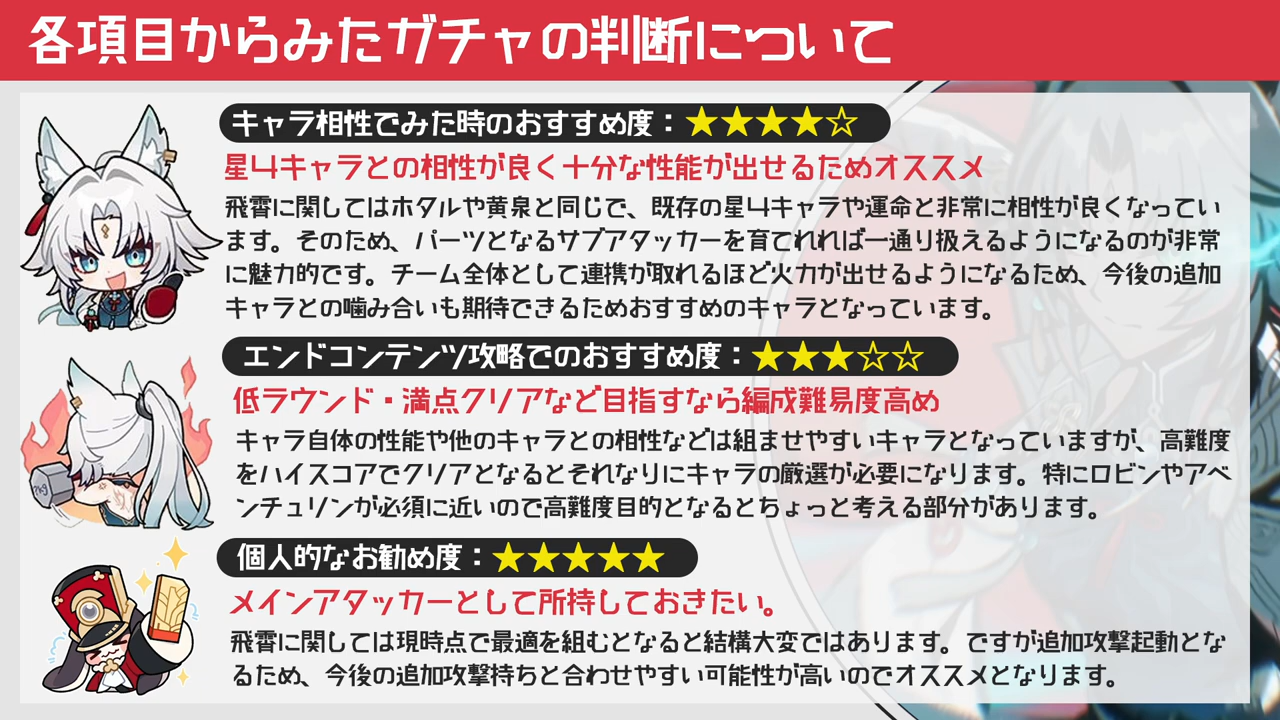 各項目からみたガチャの判断について
キャラ相性でみた時のおすすめ度：★★★★☆
星4キャラとの相性が良く十分な性能が出せるためオススメ
飛霄に関してはホタルや黄泉と同じで、既存の星4キャラや運命と非常に相性が良くなってい
ます。そのため、パーツとなるサブアタッカーを育てれれば一通り扱えるようになるのが非常
に魅力的です。チーム全体として連携が取れるほど火力が出せるようになるため、今後の追加
キャラとの噛み合いも期待できるためおすすめのキャラとなっています。
エンドコンテンツ攻略でのおすすめ度：★★★☆☆
低ラウンド・満点クリアなど目指すなら編成難易度高め
キャラ自体の性能や他のキャラとの相性などは組ませやすいキャラとなっていますが、高難度
をハイスコアでクリアとなるとそれなりにキャラの厳選が必要になります。特にロビンやアベ
ンチュリンが必須に近いので高難度目的となるとちょっと考える部分があります。
個人的なお勧め度：★★★★★
メインアタッカーとして所持しておきたい。
飛霄に関しては現時点で最適を組むとなると結構大変ではあります。ですが追加攻撃起動とな
るため、今後の追加攻撃持ちと合わせやすい可能性が高いのでオススメとなります。